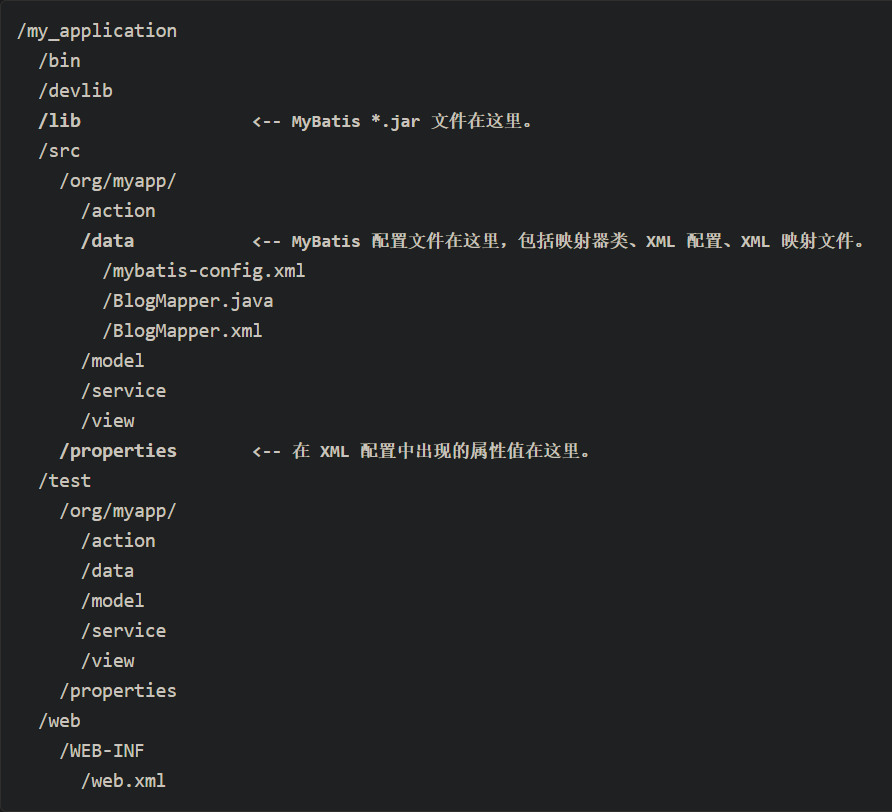 /my_application
  /bin
  /devlib
  /lib                <-- MyBatis *.jar 文件在这里。
  /src
    /org/myapp/
      /action
      /data           <-- MyBatis 配置文件在这里，包括映射器类、XML 配置、XML 映射文件。
        /mybatis-config.xml
        /BlogMapper.java
        /BlogMapper.xml
      /model
      /service
      /view
    /properties       <-- 在 XML 配置中出现的属性值在这里。
  /test
    /org/myapp/
      /action
      /data
      /model
      /service
      /view
    /properties
  /web
    /WEB-INF
      /web.xml